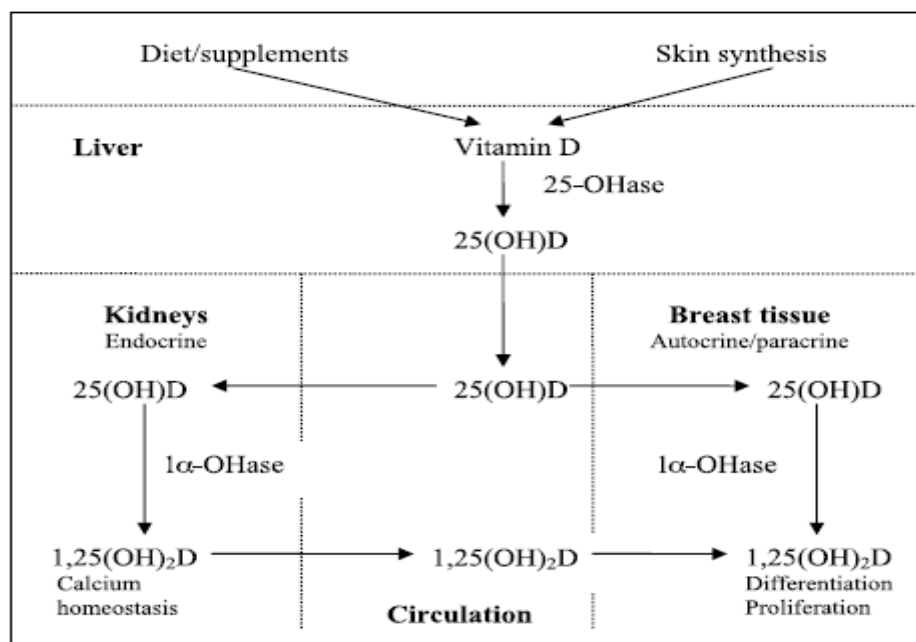 Diet/supplements Skin synthesis
Liver
Vitamin D
25-OHase
25(OH)D
Kidneys
Endocrine
Breast tissue
Autocrine/paracrine
25(OH)D 25(OH)D 25(OH)D
1α-OHase 1α-OHase
1,25(OH)₂D 1,25(OH)₂D 1,25(OH)₂D
Calcium
homeostasis
Differentiation
Proliferation
Circulation